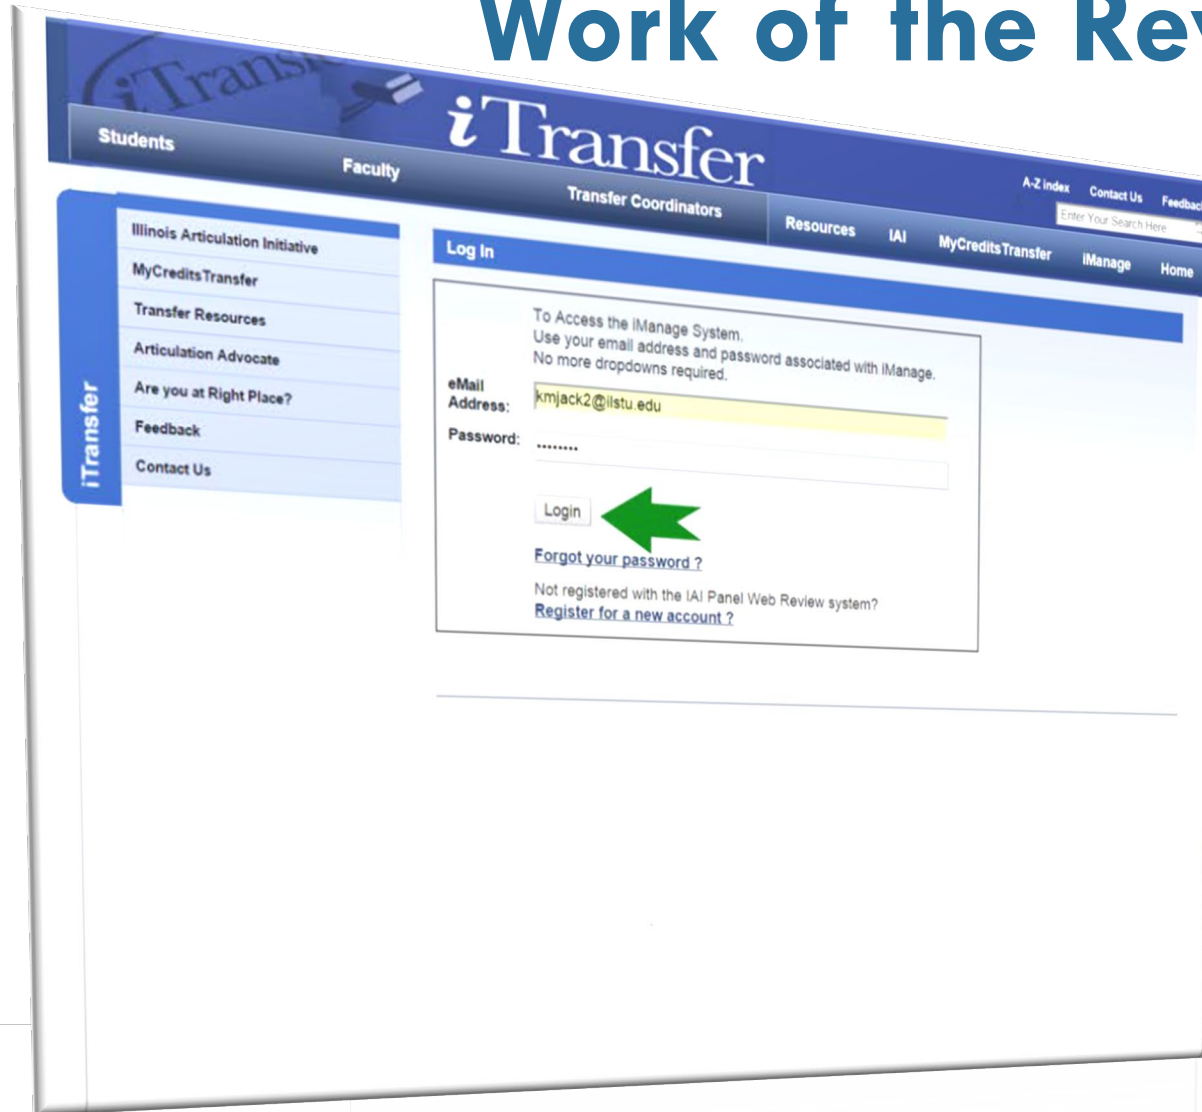 Work of the Rev
iTransfer
iTransfer
Students
Faculty
Transfer Coordinators
Resources
IAI
MyCreditsTransfer
iManage
Home
A-Z index
Contact Us
Feedback
Enter Your Search Here
iTransfer
Illinois Articulation Initiative
MyCreditsTransfer
Transfer Resources
Articulation Advocate
Are you at Right Place?
Feedback
Contact Us
Log In
To Access the iManage System.
Use your email address and password associated with iManage.
No more dropdowns required.
eMail
Address:
kmjack2@ilstu.edu
Password:
........
Login
Forgot your password ?
Not registered with the IAI Panel Web Review system?
Register for a new account ?